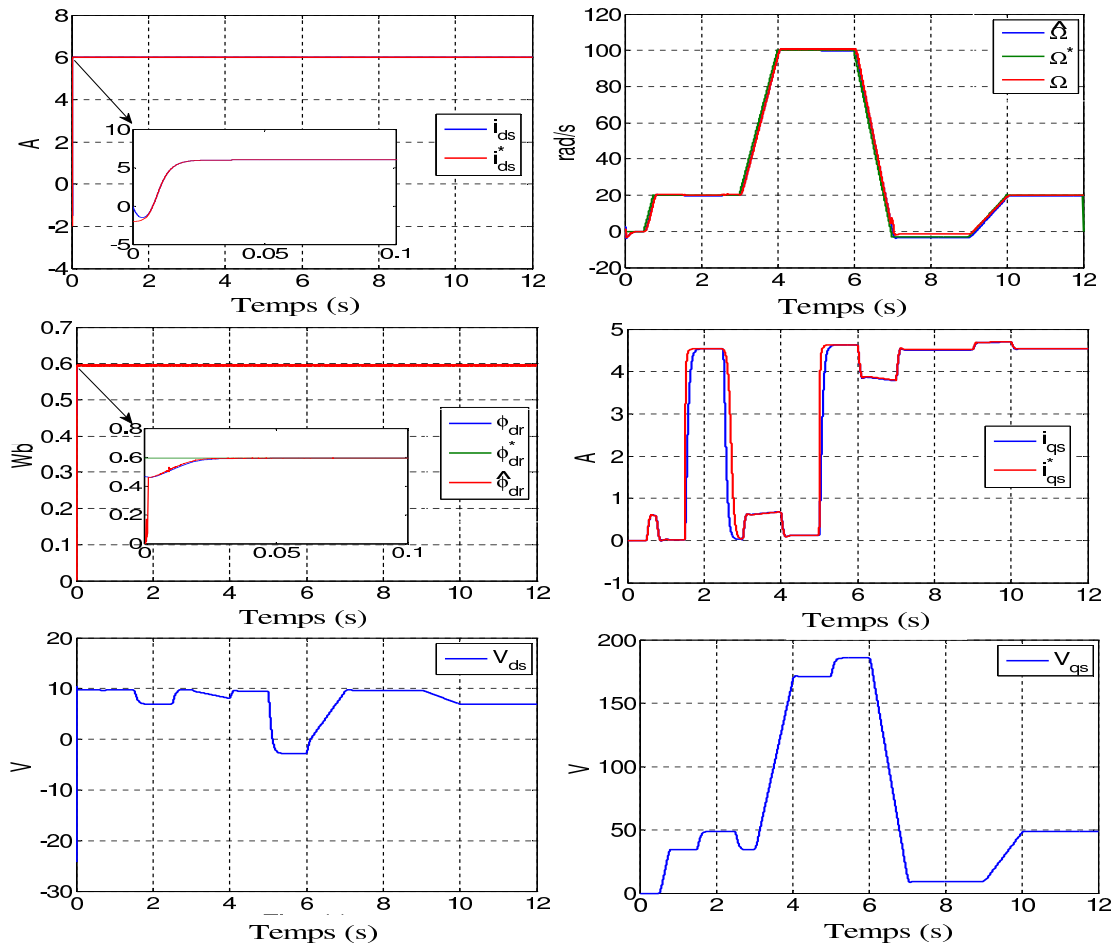 6
4
2
0
-2
-4
A
10
5
0
-5
0
0.05
0.1
i_ds
i*_ds
0 2 4 6 8 10 12
Temps (s)
120
100
80
60
40
20
0
-20
rad/s
Ω̂
Ω*
Ω
0 2 4 6 8 10 12
Temps (s)
0.7
0.6
0.5
0.4
0.3
0.2
0.1
0
Wb
0.8
0.6
0.4
0.2
0
0 0.05 0.1
ϕ_dr
ϕ*_dr
ϕ̂_dr
0 2 4 6 8 10 12
Temps (s)
5
4
3
2
1
0
-1
A
i_qs
i*_qs
0 2 4 6 8 10 12
Temps (s)
20
10
0
-10
-20
-30
V
V_ds
0 2 4 6 8 10 12
Temps (s)
200
150
100
50
0
V
V_qs
0 2 4 6 8 10 12
Temps (s)